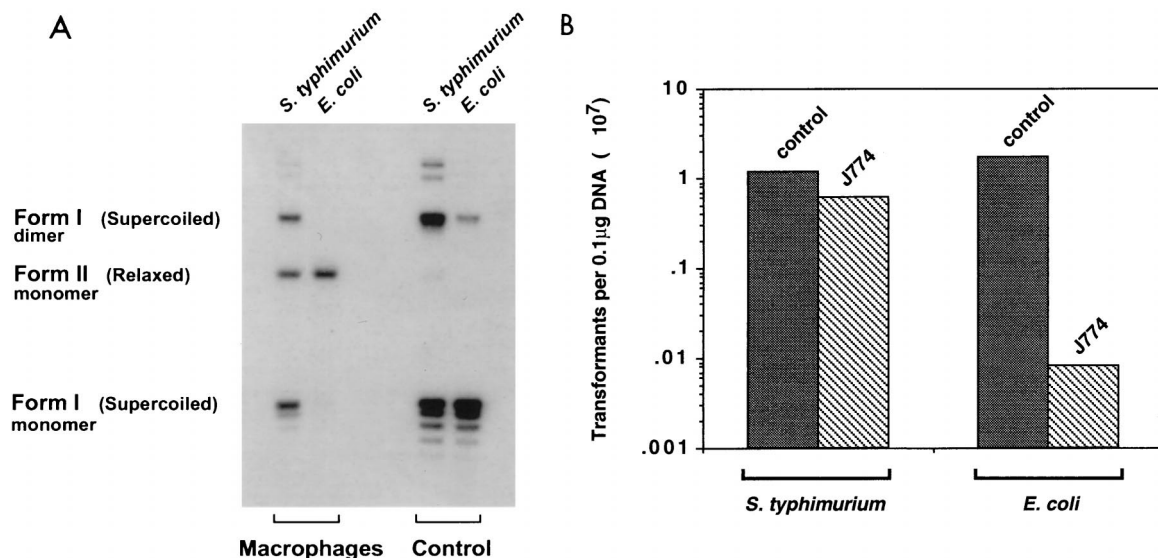 A
S. typhimurium
E. coli
S. typhimurium
E. coli
Form I (Supercoiled)
dimer
Form II (Relaxed)
monomer
Form I (Supercoiled)
monomer
Macrophages
Control
B
Transformants per 0.1µg DNA ( 10⁷)
10
1
.1
.01
.001
control
J774
control
J774
S. typhimurium
E. coli